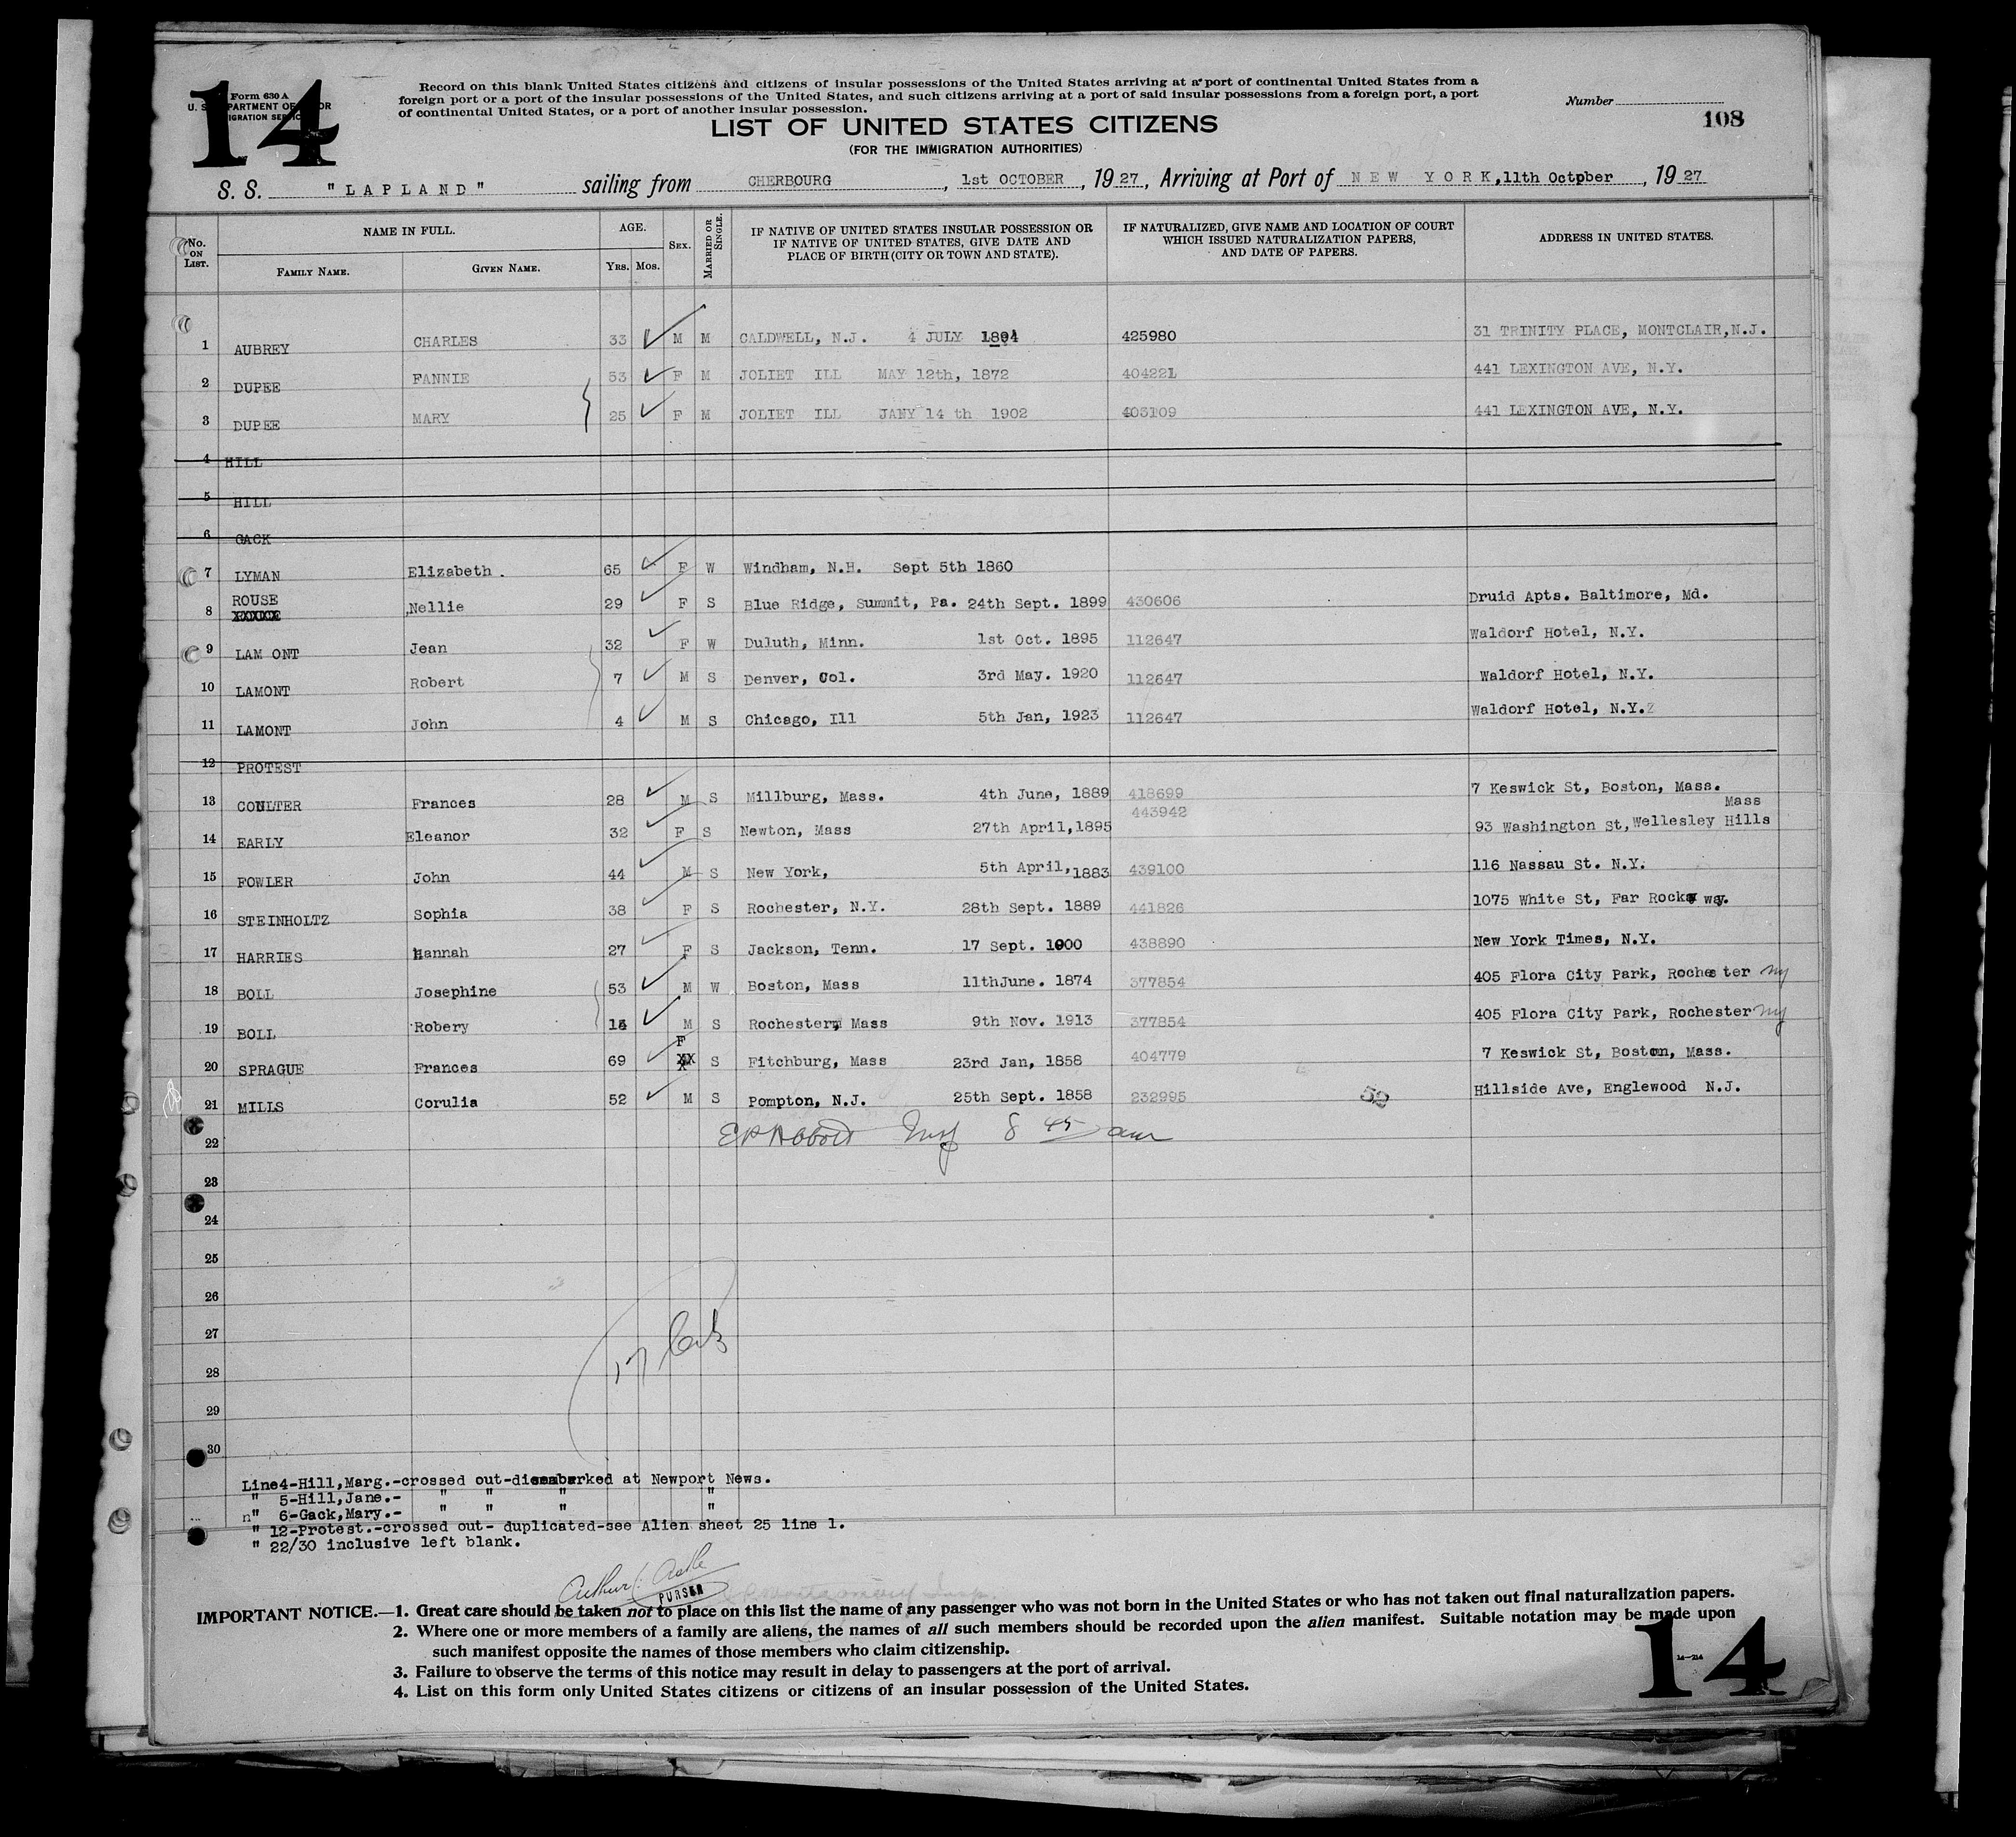 14
Form 630 A
Record on this blank United States citizens and citizens of insular possessions of the United States arriving at a port of continental United States from a
foreign port or a port of the insular possessions of the United States, and such citizens arriving at a port of said insular possessions from a foreign port, a port
of continental United States, or a port of another insular possession.
Number
108
LIST OF UNITED STATES CITIZENS
(FOR THE IMMIGRATION AUTHORITIES)
S. S. "LAPLAND" sailing from CHERBOURG, 1st OCTOBER, 1927, Arriving at Port of NEW YORK, 11th Octpber, 1927
No. ON LIST. NAME IN FULL. AGE. SEX. MARRIED OR SINGLE. IF NATIVE OF UNITED STATES INSULAR POSSESSION OR IF NATIVE OF UNITED STATES, GIVE DATE AND PLACE OF BIRTH (CITY OR TOWN AND STATE). IF NATURALIZED, GIVE NAME AND LOCATION OF COURT WHICH ISSUED NATURALIZATION PAPERS, AND DATE OF PAPERS. ADDRESS IN UNITED STATES.
FAMILY NAME. GIVEN NAME. YRS. MOS.
1 AUBREY CHARLES 33 M M CALDWELL, N.J. 4 JULY 1894 425980 31 TRINITY PLACE, MONTCLAIR, N.J.
2 DUPEE FANNIE 53 F M JOLIET ILL MAY 12th, 1872 404221 441 LEXINGTON AVE, N.Y.
3 DUPEE MARY 25 F M JOLIET ILL JANY 14 th 1902 403109 441 LEXINGTON AVE, N.Y.
4 HILL
5 HILL
6 GACK
7 LYMAN Elizabeth . 65 F W Windham, N.H. Sept 5th 1860
8 ROUSE Nellie 29 F S Blue Ridge, Summit, Pa. 24th Sept. 1899 430606 Druid Apts. Baltimore, Md.
9 LAM ONT Jean 32 F W Duluth, Minn. 1st Oct. 1895 112647 Waldorf Hotel, N.Y.
10 LAMONT Robert 7 M S Denver, Col. 3rd May. 1920 112647 Waldorf Hotel, N.Y.
11 LAMONT John 4 M S Chicago, Ill 5th Jan, 1923 112647 Waldorf Hotel, N.Y.
12 PROTEST
13 COULTER Frances 28 M S Millburg, Mass. 4th June, 1889 418699 7 Keswick St, Boston, Mass.
14 EARLY Eleanor 32 F S Newton, Mass 27th April, 1895 443942 93 Washington St, Wellesley Hills Mass
15 FOWLER John 44 M S New York, 5th April, 1883 439100 116 Nassau St. N.Y.
16 STEINHOLTZ Sophia 38 F S Rochester, N.Y. 28th Sept. 1889 441826 1075 White St, Far Rocka way.
17 HARRIES Hannah 27 F S Jackson, Tenn. 17 Sept. 1900 438890 New York Times, N.Y.
18 BOLL Josephine 53 M W Boston, Mass 11thJune. 1874 377854 405 Flora City Park, Roches ter ny
19 BOLL Robery M S Rochester, Mass 9th Nov. 1913 377854 405 Flora City Park, Rochester ny
20 SPRAGUE Frances 69 F S Fitchburg, Mass 23rd Jan, 1858 404779 7 Keswick St, Boston, Mass.
21 MILLS Corulia 52 M S Pompton, N.J. 25th Sept. 1858 232995 52 Hillside Ave, Englewood N.J.
22 8 45 am
23
24
25
26
27
28
29
30
17
Line4-Hill,Marg.-crossed out-disembarked at Newport News.
" 5-Hill,Jane.- " " " "
n" 6-Gack,Mary.- " " " "
" 12-Protest.-crossed out- duplicated-see Alien sheet 25 line 1.
" 22/30 inclusive left blank.
Arthur
PURSER
IMPORTANT NOTICE.—1. Great care should be taken not to place on this list the name of any passenger who was not born in the United States or who has not taken out final naturalization papers.
2. Where one or more members of a family are aliens, the names of all such members should be recorded upon the alien manifest. Suitable notation may be made upon
such manifest opposite the names of those members who claim citizenship.
3. Failure to observe the terms of this notice may result in delay to passengers at the port of arrival.
4. List on this form only United States citizens or citizens of an insular possession of the United States.
14—214
14